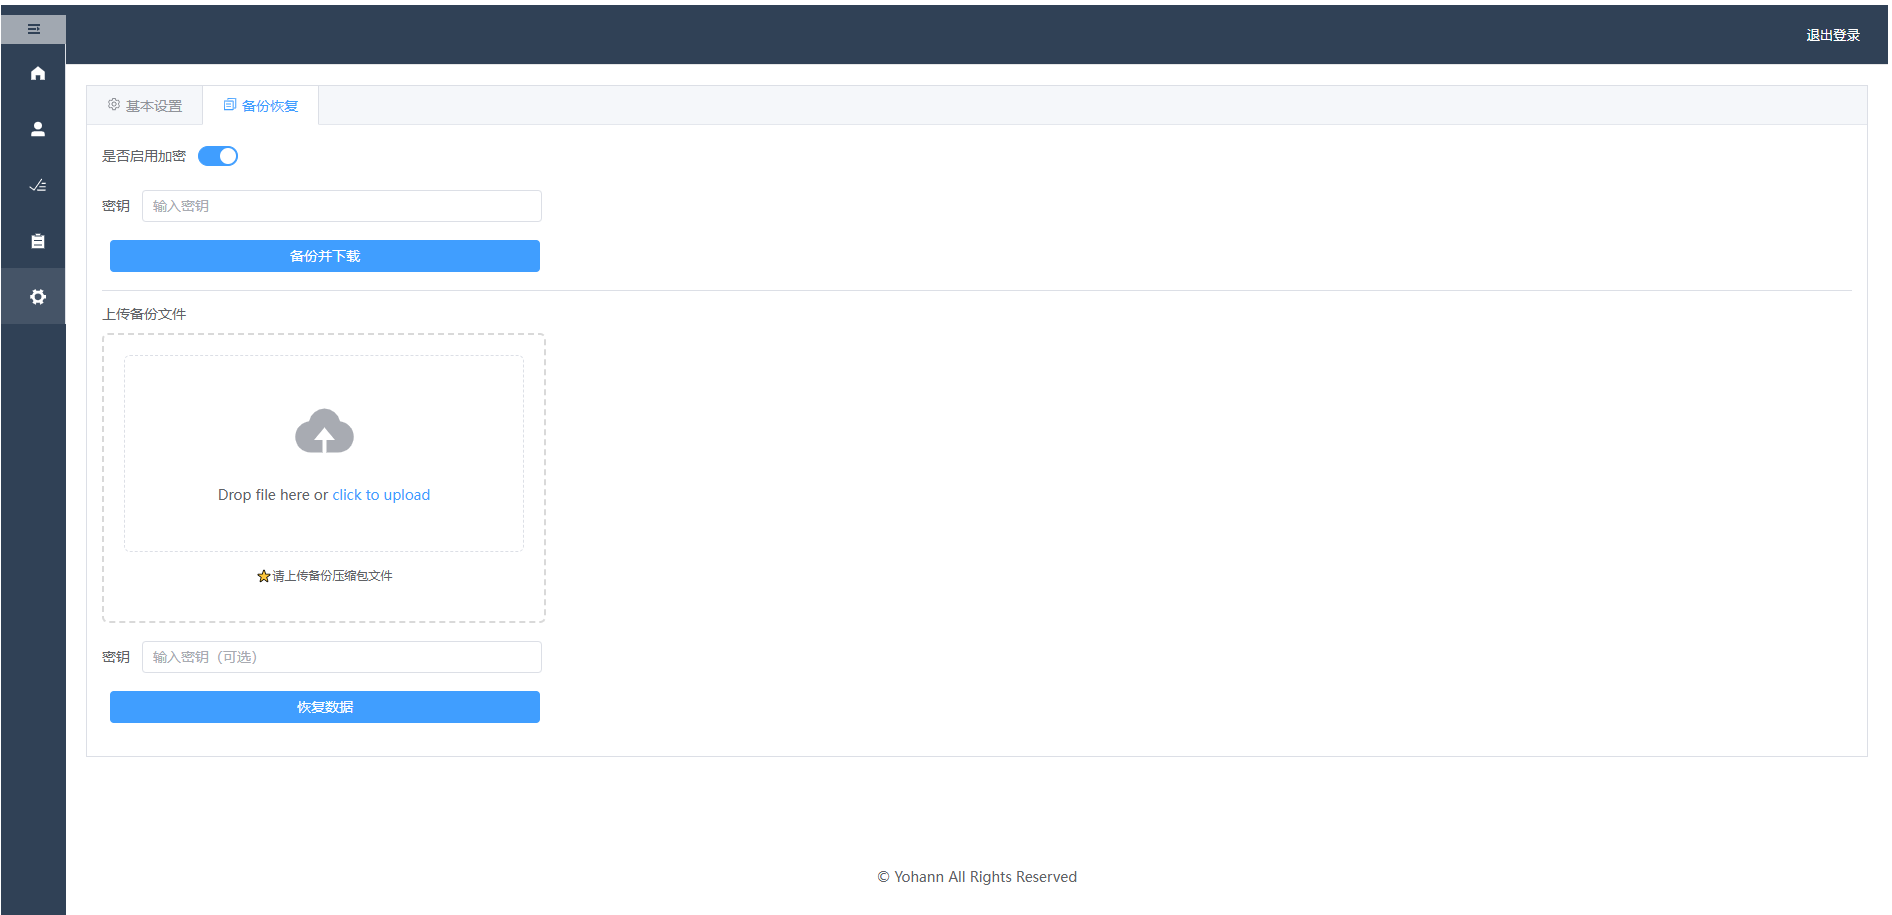 退出登录
基本设置
备份恢复
是否启用加密
密钥 输入密钥
备份并下载
上传备份文件
Drop file here or click to upload
请上传备份压缩包文件
密钥 输入密钥（可选）
恢复数据
© Yohann All Rights Reserved